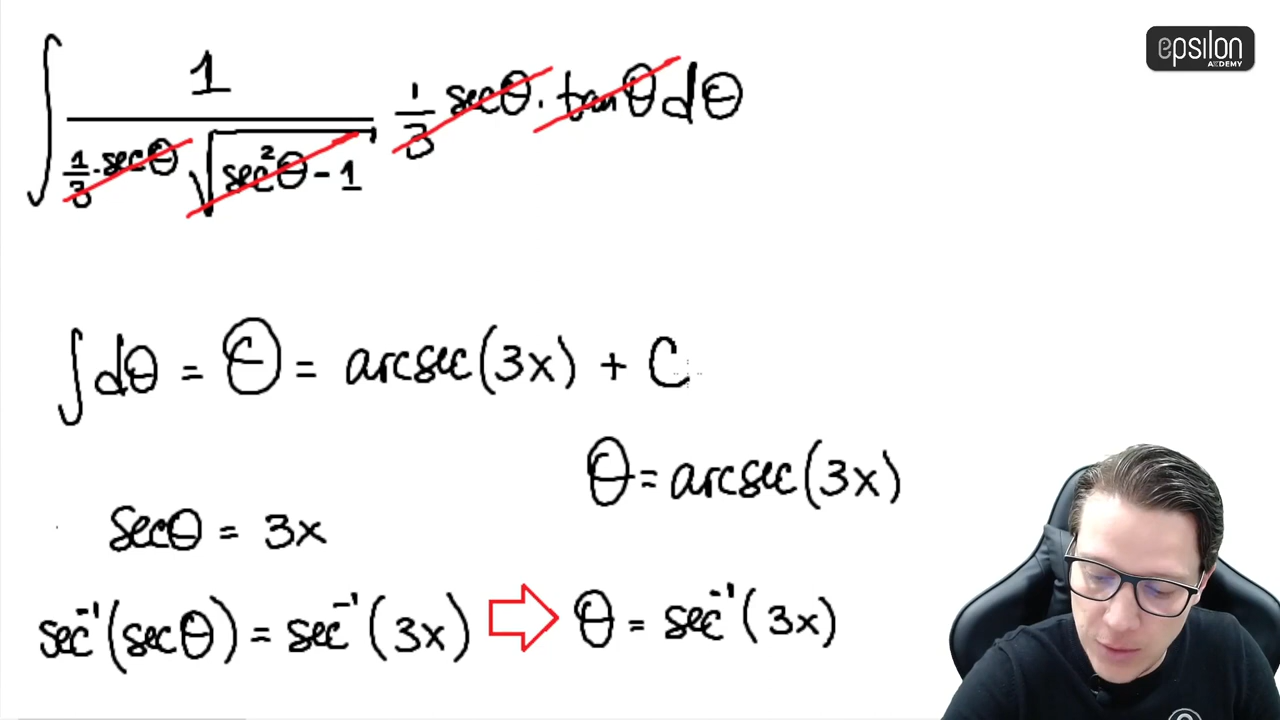 epsilon
AKDEMY
∫ 1 / (1/3 · secθ √(sec²θ - 1)) 1/3 secθ · tanθ dθ
∫ dθ = θ = arcsec(3x) + C
θ = arcsec(3x)
secθ = 3x
sec⁻¹(secθ) = sec⁻¹(3x) ⇨ θ = sec⁻¹(3x)